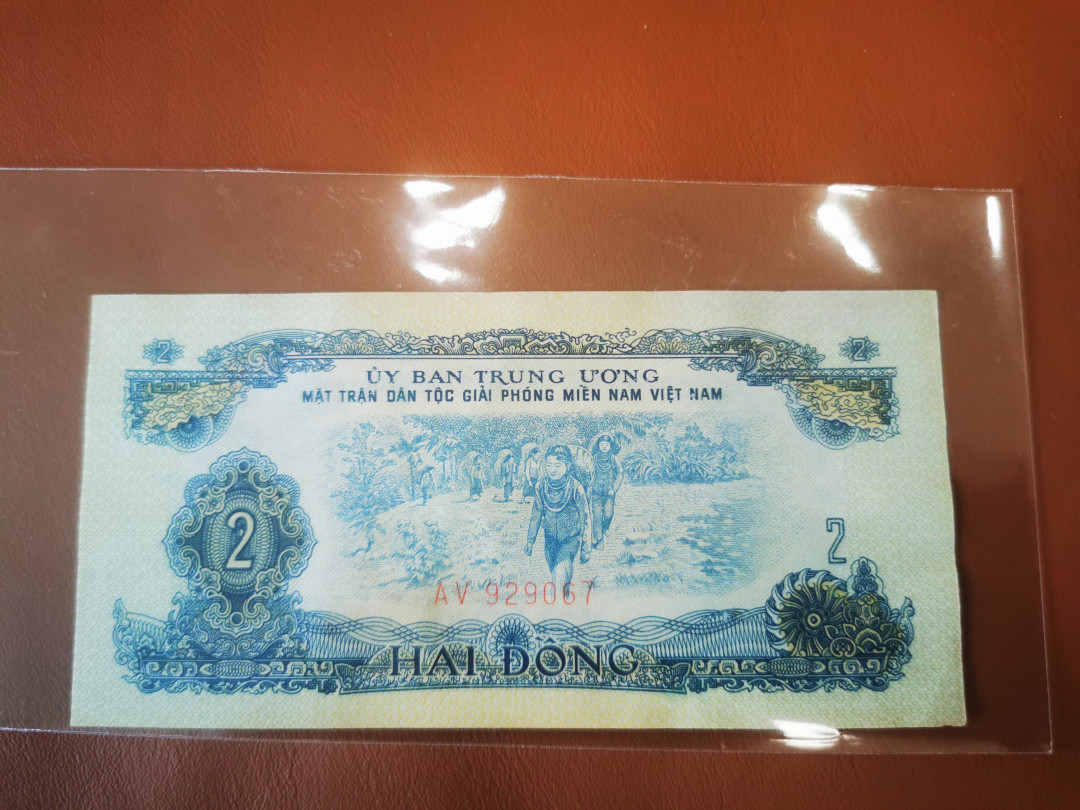 2 2
ỦY BAN TRUNG ƯƠNG
MẶT TRẬN DÂN TỘC GIẢI PHÓNG MIỀN NAM VIỆT NAM
2
2
AV 929067
HAI ĐỒNG